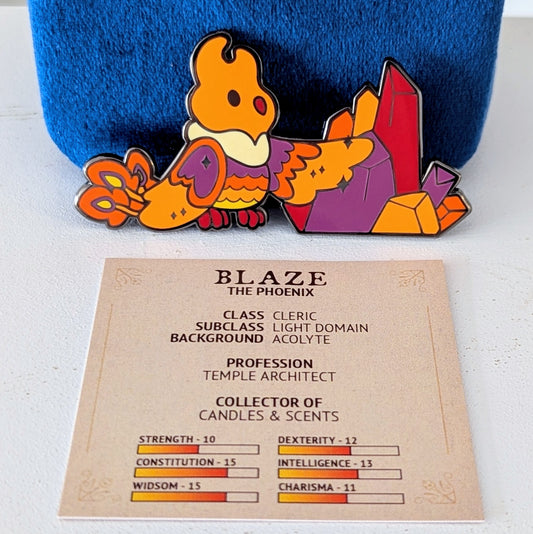 BLAZE
THE PHOENIX
CLASS CLERIC
SUBCLASS LIGHT DOMAIN
BACKGROUND ACOLYTE
PROFESSION
TEMPLE ARCHITECT
COLLECTOR OF
CANDLES & SCENTS
STRENGTH - 10 DEXTERITY - 12
CONSTITUTION - 15 INTELLIGENCE - 13
WIDSOM - 15 CHARISMA - 11